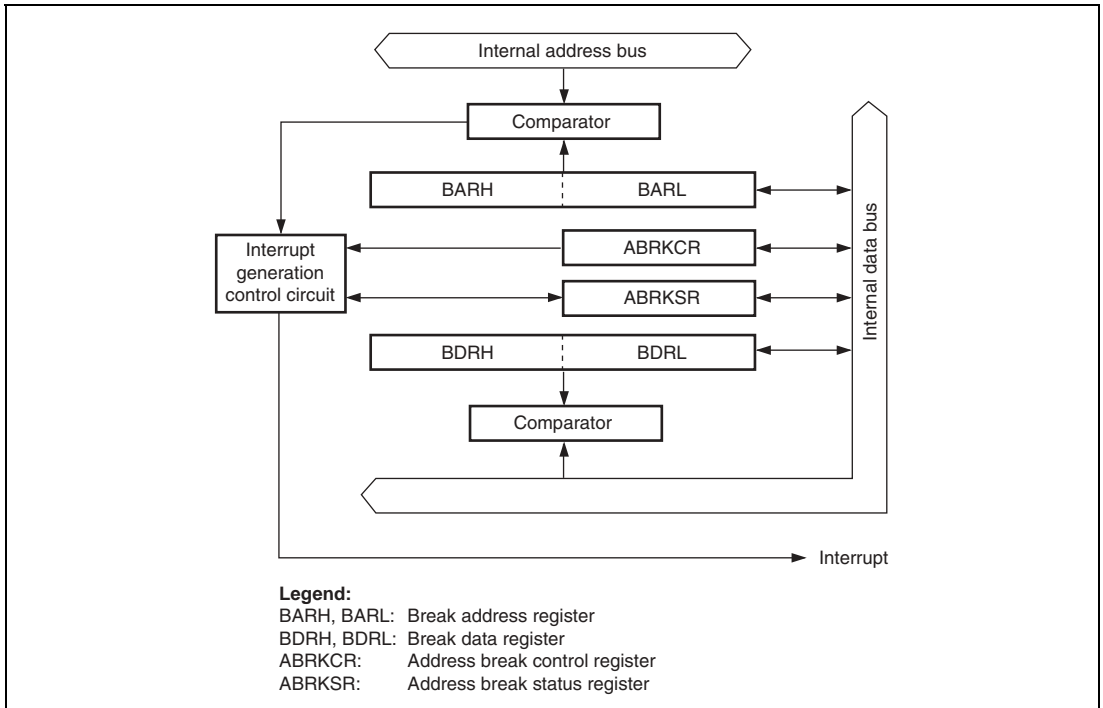 Internal address bus
Comparator
BARH BARL
Interrupt
generation
control circuit
ABRKCR
ABRKSR
Internal data bus
BDRH BDRL
Comparator
Interrupt
Legend:
BARH, BARL: Break address register
BDRH, BDRL: Break data register
ABRKCR: Address break control register
ABRKSR: Address break status register